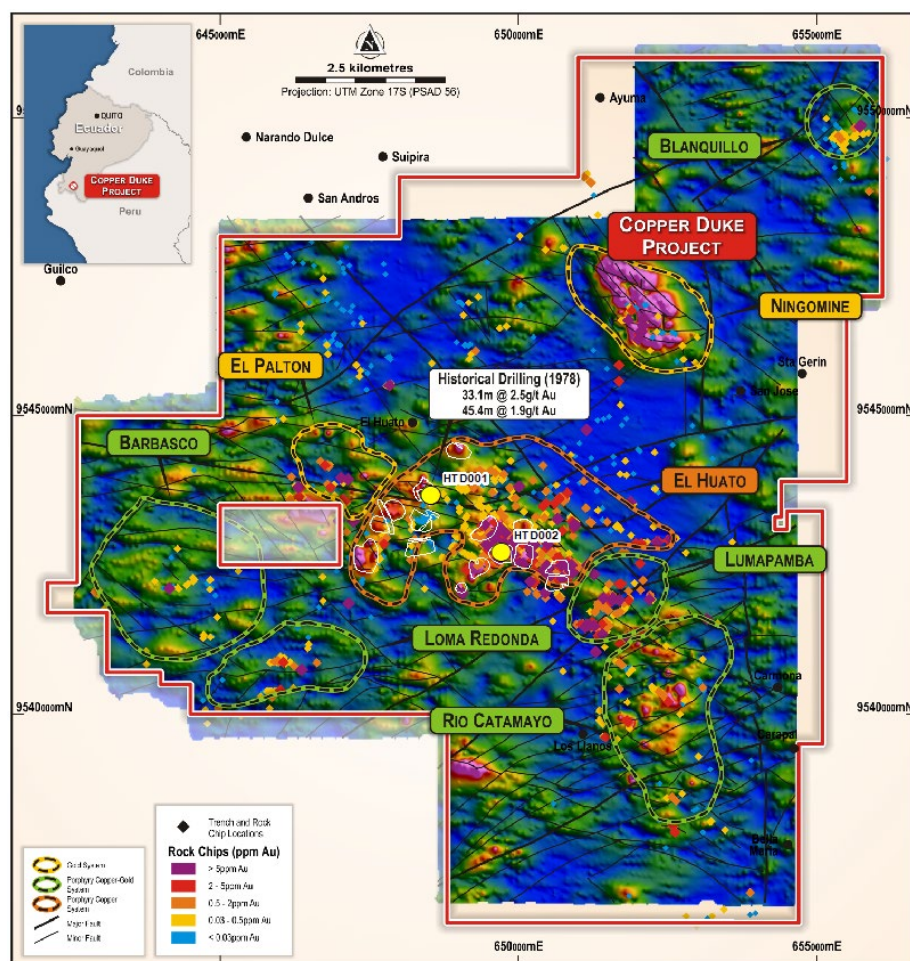 645000mE
650000mE
655000mE
2.5 kilometres
Projection: UTM Zone 17S (PSAD 56)
Colombia
QUITO
Ecuador
Guayaquil
COPPER DUKE
PROJECT
Peru
Ayuma
9550000mN
BLANQUILLO
Narando Dulce
Suipira
San Andros
COPPER DUKE
PROJECT
Guilco
NINGOMINE
EL PALTON
Sta Gerin
Historical Drilling (1978)
33.1m @ 2.5g/t Au
45.4m @ 1.9g/t Au
San Jose
9545000mN
9545000mN
El Huato
BARBASCO
HTD001
EL HUATO
HTD002
LUMAPAMBA
LOMA REDONDA
Carmona
9540000mN
RIO CATAMAYO
9540000mN
Los Llanos
Carapal
Bella
Maria
Trench and Rock
Chip Locations
Rock Chips (ppm Au)
> 5ppm Au
2 - 5ppm Au
0.5 - 2ppm Au
0.03 - 0.5ppm Au
< 0.03ppm Au
Gold System
Porphyry Copper-Gold
System
Porphyry Copper
System
Major Fault
Minor Fault
650000mE
655000mE